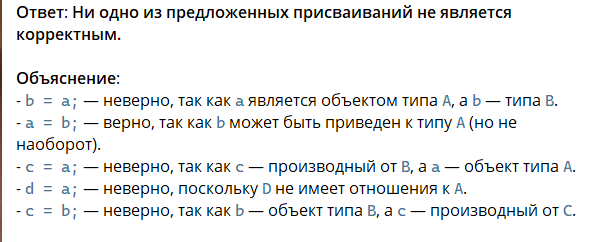 Ответ: Ни одно из предложенных присваиваний не является
корректным.
Объяснение:
- b = a; — неверно, так как a является объектом типа A, а b — типа B.
- a = b; — верно, так как b может быть приведен к типу A (но не
наоборот).
- c = a; — неверно, так как c — производный от B, а a — объект типа A.
- d = a; — неверно, поскольку D не имеет отношения к A.
- c = b; — неверно, так как b — объект типа B, а c — производный от C.